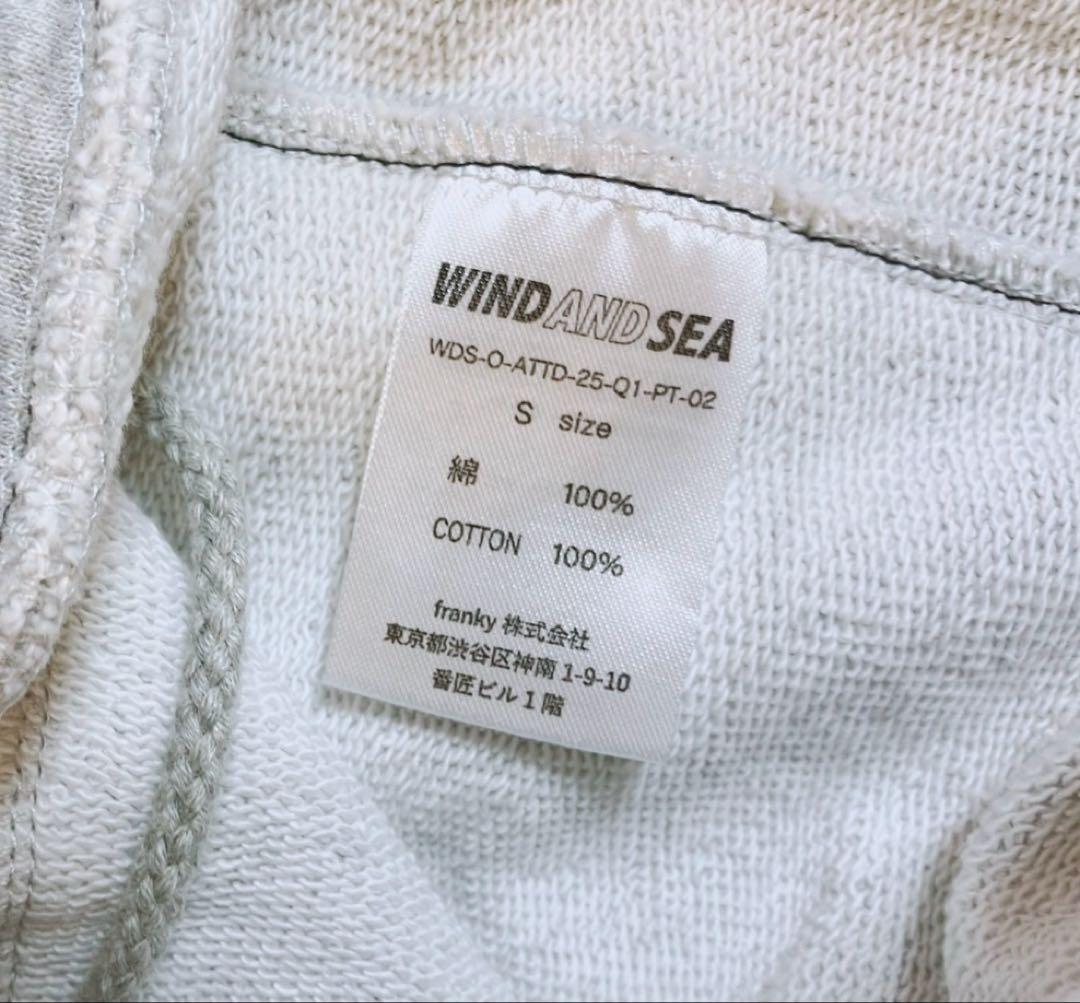 WIND AND SEA
WDS-O-ATTD-25-Q1-PT-02
S size
綿 100%
COTTON 100%
franky 株式会社
東京都渋谷区神南 1-9-10
番匠ビル 1 階